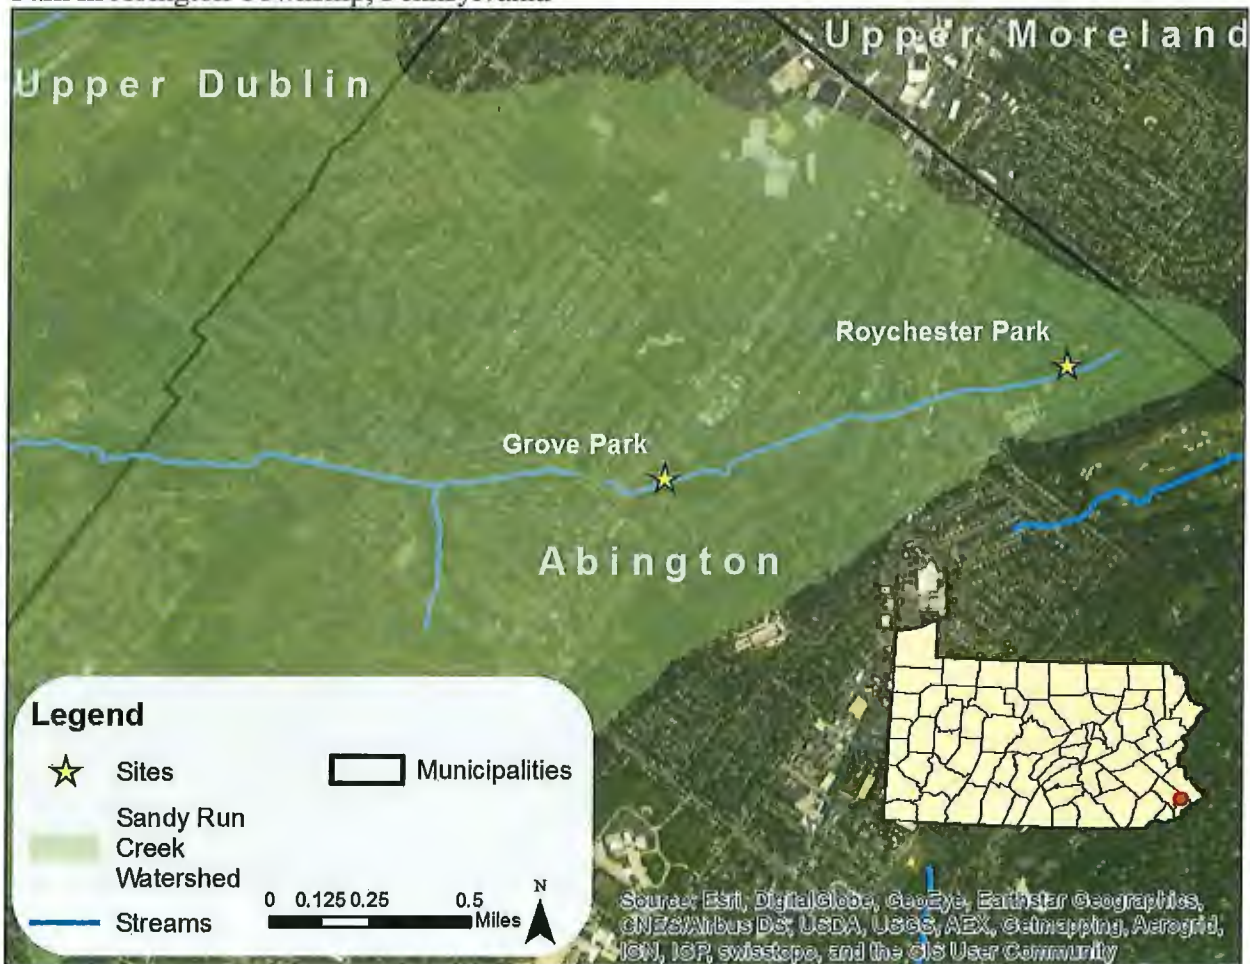 Township, Pennsylvania
Upper Moreland
Upper Dublin
Roychester Park
Grove Park
Abington
Legend
Sites
Municipalities
Sandy Run
Creek
Watershed
Streams
0 0.125 0.25 0.5
Miles
N
Source: Esri, DigitalGlobe, GeoEye, Earthstar Geographics,
CNES/Airbus DS, USDA, USGS, AEX, Getmapping, Aerogrid,
IGN, IGP, swisstopo, and the GIS User Community